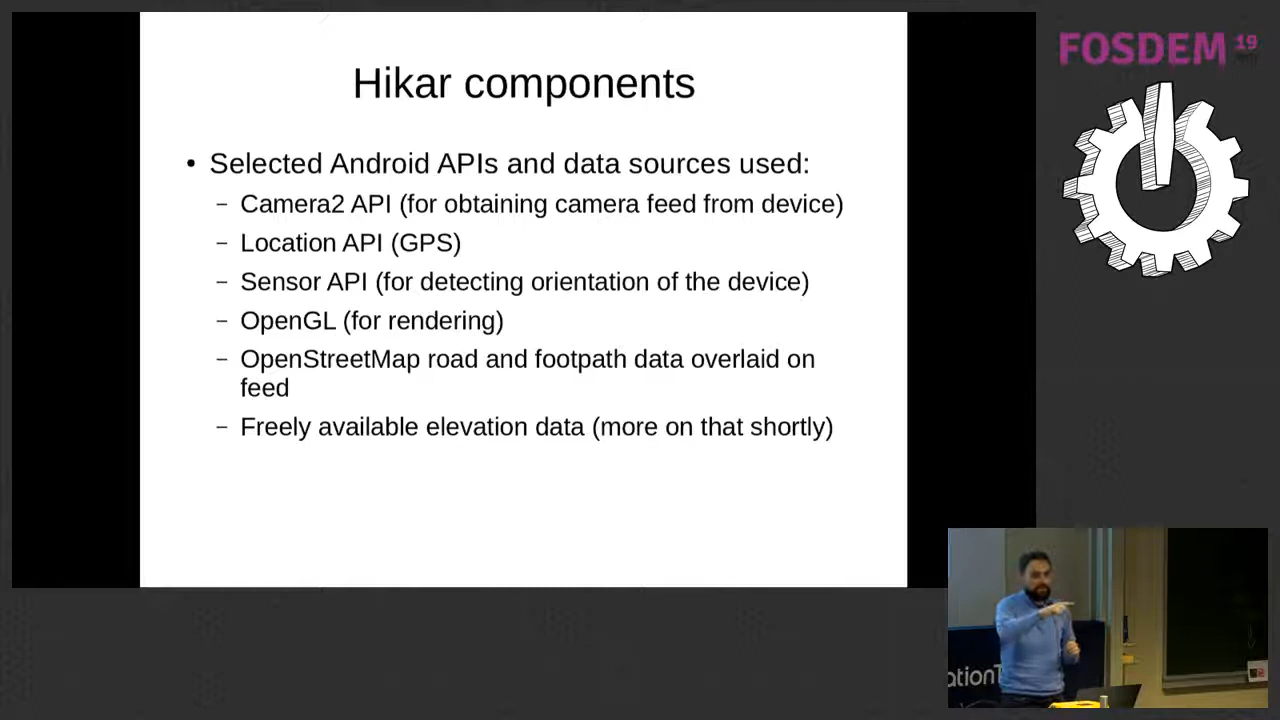 Hikar components
• Selected Android APIs and data sources used:
– Camera2 API (for obtaining camera feed from device)
– Location API (GPS)
– Sensor API (for detecting orientation of the device)
– OpenGL (for rendering)
– OpenStreetMap road and footpath data overlaid on
feed
– Freely available elevation data (more on that shortly)
FOSDEM 19
ationT